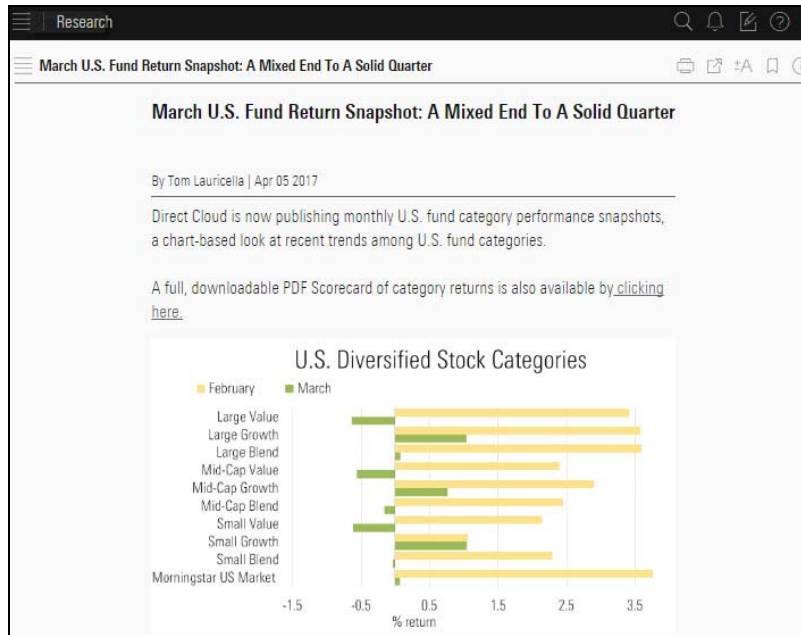 Research
March U.S. Fund Return Snapshot: A Mixed End To A Solid Quarter
±A
March U.S. Fund Return Snapshot: A Mixed End To A Solid Quarter
By Tom Lauricella | Apr 05 2017
Direct Cloud is now publishing monthly U.S. fund category performance snapshots,
a chart-based look at recent trends among U.S. fund categories.
A full, downloadable PDF Scorecard of category returns is also available by clicking
here.
U.S. Diversified Stock Categories
February March
Large Value
Large Growth
Large Blend
Mid-Cap Value
Mid-Cap Growth
Mid-Cap Blend
Small Value
Small Growth
Small Blend
Morningstar US Market
-1.5 -0.5 0.5 1.5 2.5 3.5
% return